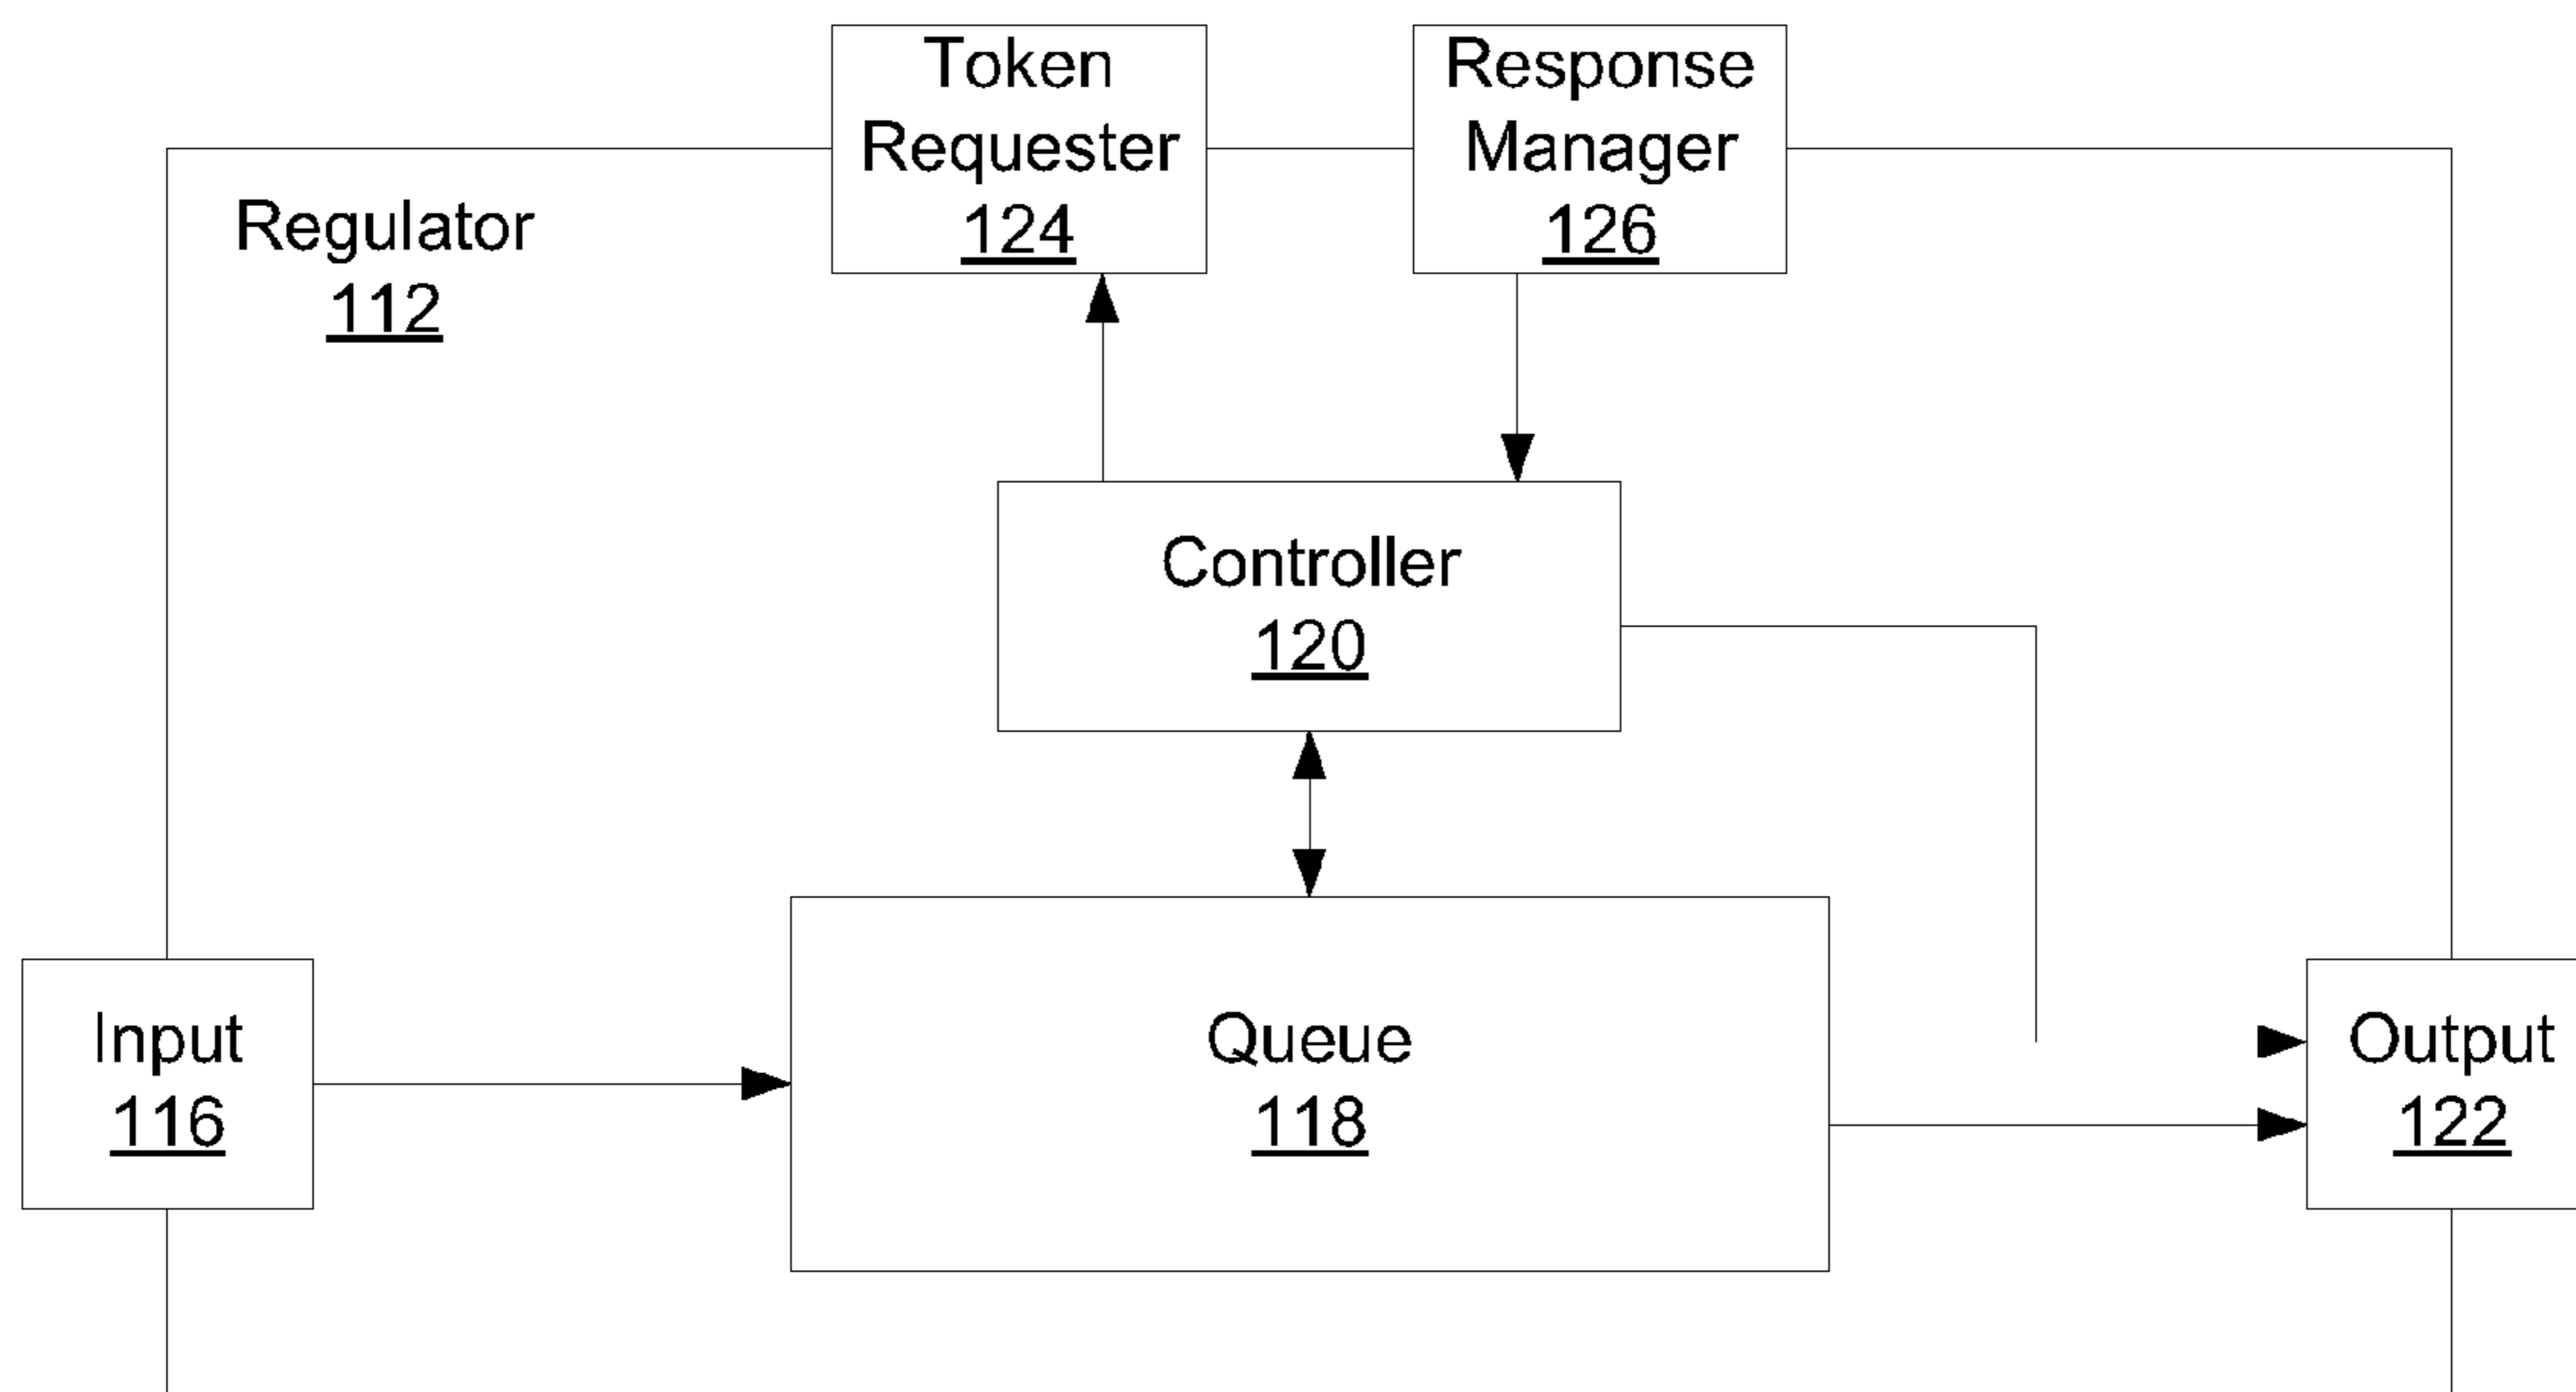 Token
Requester
124
Response
Manager
126
Regulator
112
Controller
120
Input
116
Queue
118
Output
122